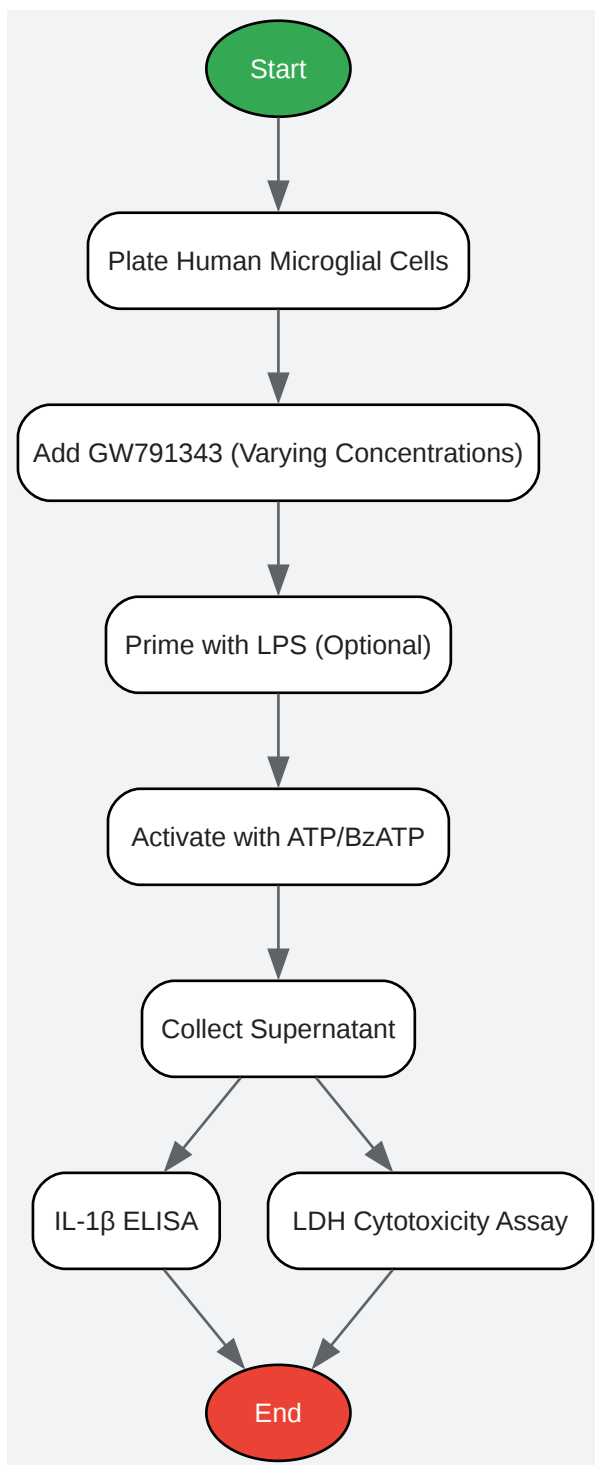 Start
Plate Human Microglial Cells
Add GW791343 (Varying Concentrations)
Prime with LPS (Optional)
Activate with ATP/BzATP
Collect Supernatant
IL-1β ELISA
LDH Cytotoxicity Assay
End